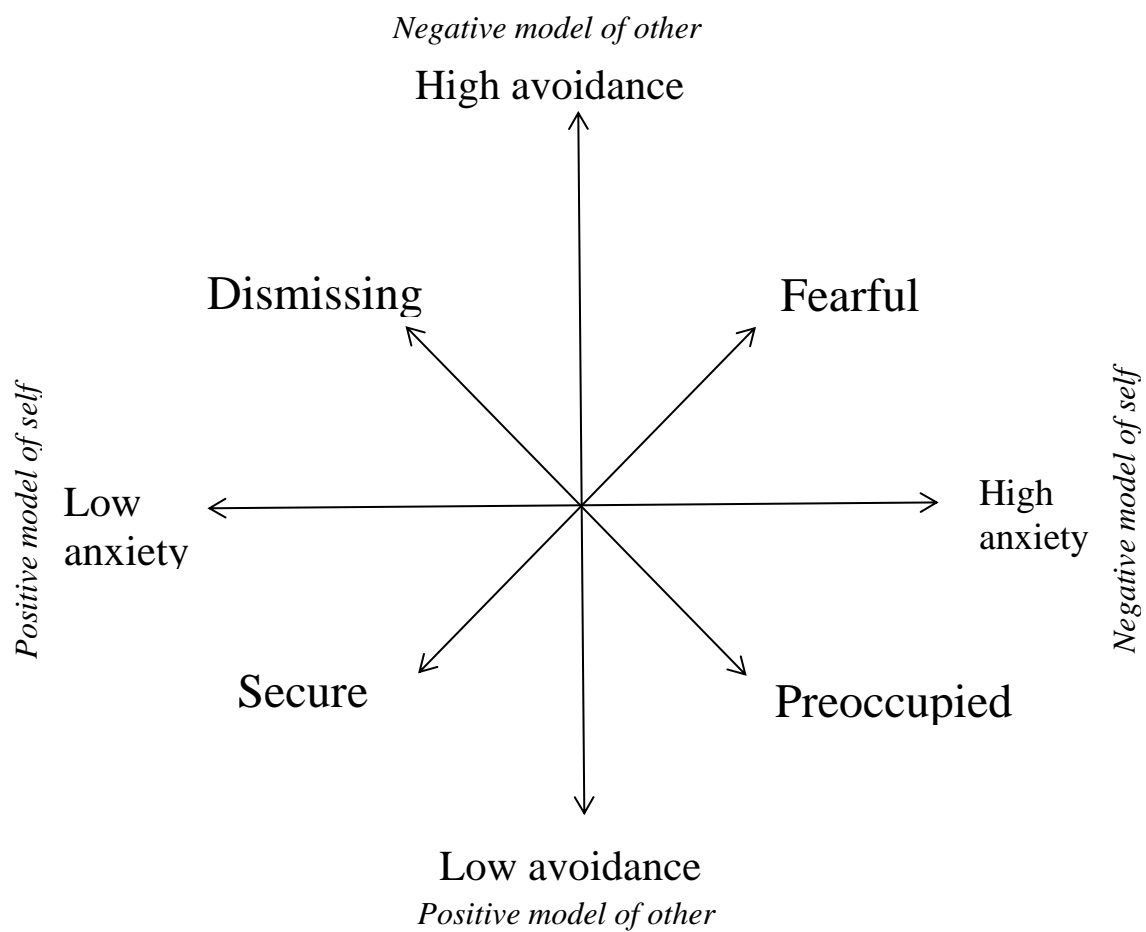 Negative model of other
High avoidance
Dismissing
Fearful
Positive model of self
Low
anxiety
High
anxiety
Negative model of self
Secure
Preoccupied
Low avoidance
Positive model of other